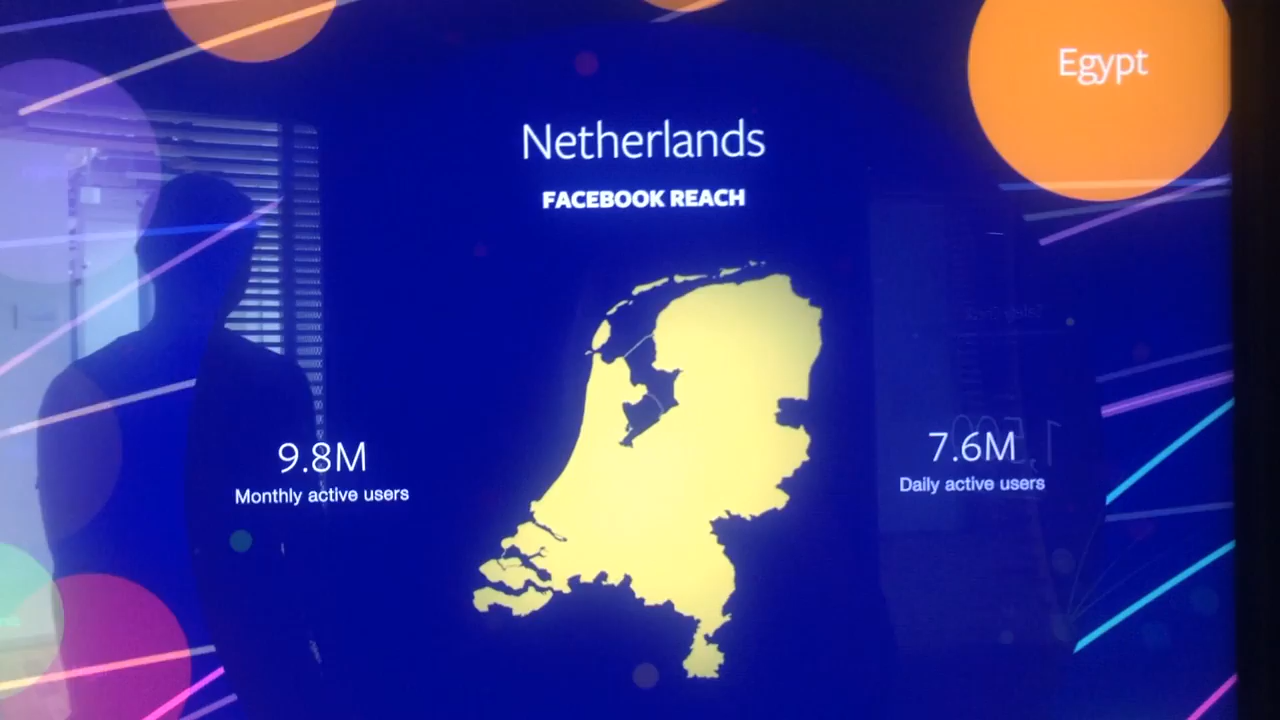 Egypt
Netherlands
FACEBOOK REACH
9.8M
Monthly active users
7.6M
Daily active users